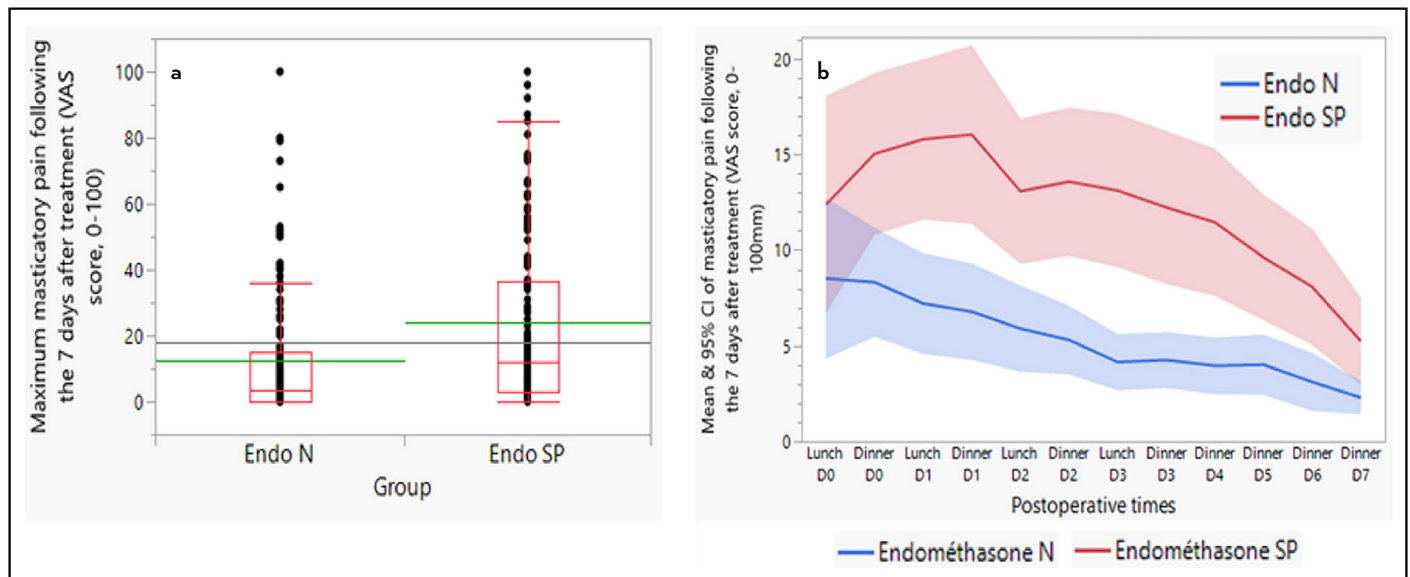 Maximum masticatory pain following
the 7 days after treatment (VAS
score, 0-100)
a
100
80
60
40
20
0
Endo N
Endo SP
Group
Mean & 95% CI of masticatory pain following
the 7 days after treatment (VAS score, 0-
100mm)
b
20
15
10
5
0
Endo N
Endo SP
Lunch Dinner Lunch Dinner Lunch Dinner Lunch Dinner Dinner Dinner Dinner Dinner
D0 D0 D1 D1 D2 D2 D3 D3 D4 D5 D6 D7
Postoperative times
Endométhasone N
Endométhasone SP